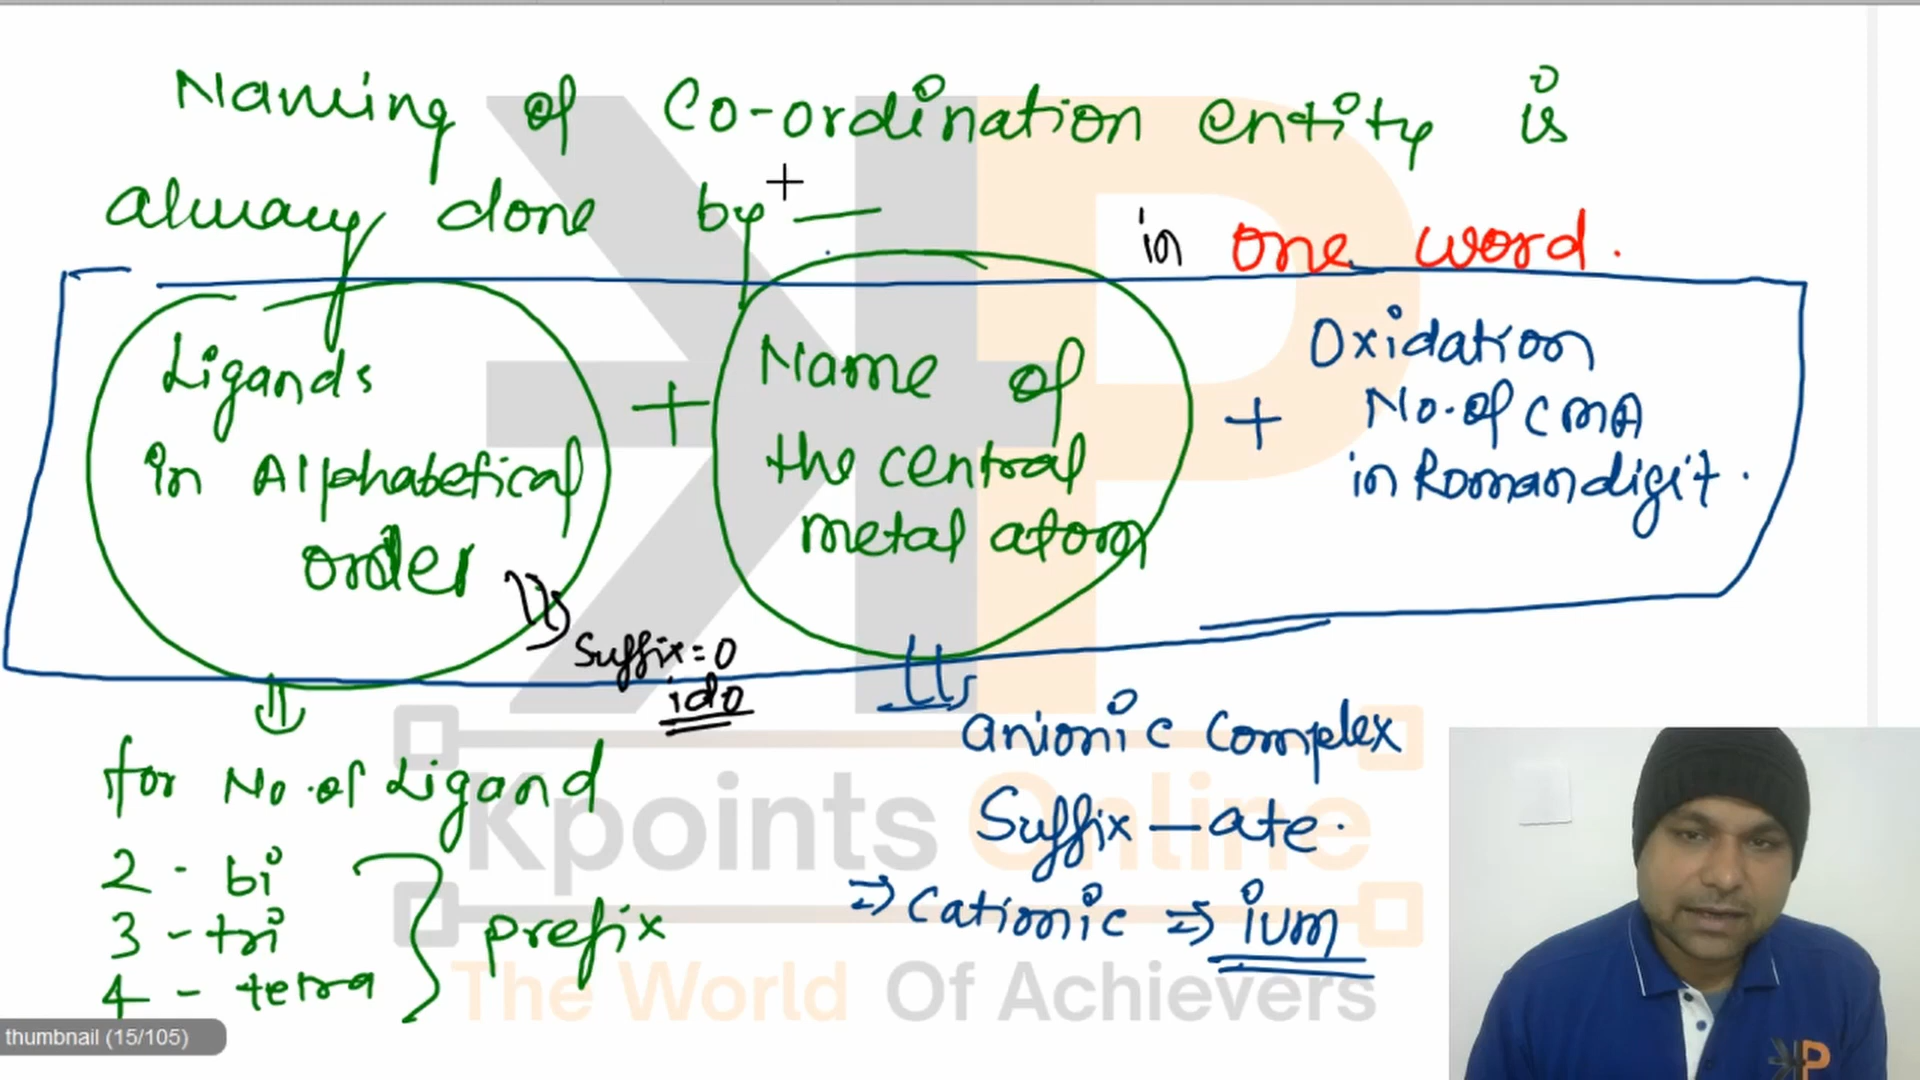 Naming of Co-ordination entity is
always done by —
in one word.
Ligands
in Alphabetical
order
+
Name of
the central
metal atom
+
Oxidation
No. of CMA
in Roman digit.
Suffix = o
ido
for No. of Ligand
2 - bi
3 - tri
4 - tetra
prefix
Anionic Complex
Suffix — ate.
⇒ Cationic ⇒ ium
Kpoints Online
The World Of Achievers
thumbnail (15/105)